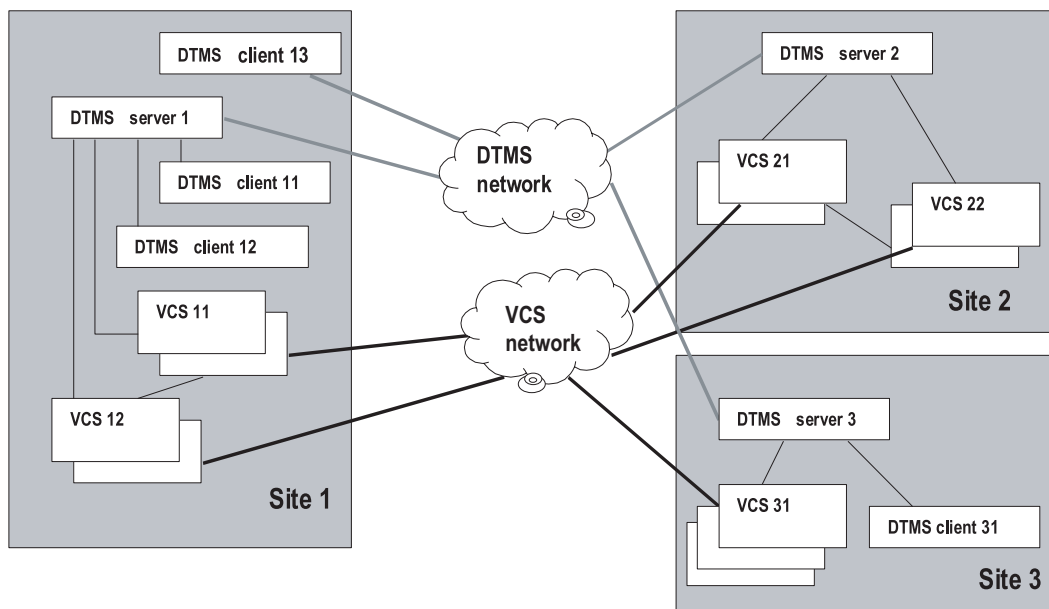 DTMS client 13
DTMS server 1
DTMS client 11
DTMS client 12
VCS 11
VCS 12
Site 1
DTMS
network
VCS
network
DTMS server 2
VCS 21
VCS 22
Site 2
DTMS server 3
VCS 31
DTMS client 31
Site 3